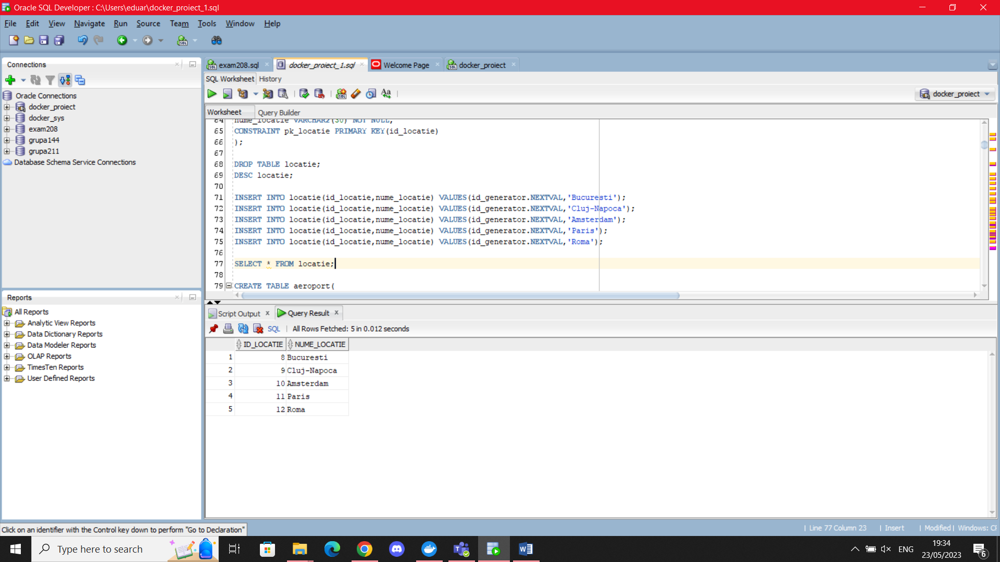 Oracle SQL Developer : C:\Users\eduar\docker_proiect_1.sql
File Edit View Navigate Run Source Team Tools Window Help
Connections
Oracle Connections
docker_proiect
docker_sys
exam208
grupa144
grupa211
Database Schema Service Connections
Reports
All Reports
Analytic View Reports
Data Dictionary Reports
Data Modeler Reports
OLAP Reports
TimesTen Reports
User Defined Reports
exam208.sql docker_proiect_1.sql Welcome Page docker_proiect
SQL Worksheet History
docker_proiect
Worksheet Query Builder
64 nume_locatie VARCHAR2(30) NOT NULL,
65 CONSTRAINT pk_locatie PRIMARY KEY(id_locatie)
66 );
67
68 DROP TABLE locatie;
69 DESC locatie;
70
71 INSERT INTO locatie(id_locatie,nume_locatie) VALUES(id_generator.NEXTVAL,'Bucuresti');
72 INSERT INTO locatie(id_locatie,nume_locatie) VALUES(id_generator.NEXTVAL,'Cluj-Napoca');
73 INSERT INTO locatie(id_locatie,nume_locatie) VALUES(id_generator.NEXTVAL,'Amsterdam');
74 INSERT INTO locatie(id_locatie,nume_locatie) VALUES(id_generator.NEXTVAL,'Paris');
75 INSERT INTO locatie(id_locatie,nume_locatie) VALUES(id_generator.NEXTVAL,'Roma');
76
77 SELECT * FROM locatie;
78
79 CREATE TABLE aeroport(
Script Output Query Result
SQL | All Rows Fetched: 5 in 0.012 seconds
ID_LOCATIE NUME_LOCATIE
1 8 Bucuresti
2 9 Cluj-Napoca
3 10 Amsterdam
4 11 Paris
5 12 Roma
Click on an identifier with the Control key down to perform "Go to Declaration"
| Line 77 Column 23 | Insert | Modified | Windows: CF
Type here to search
ENG
19:34
23/05/2023
6